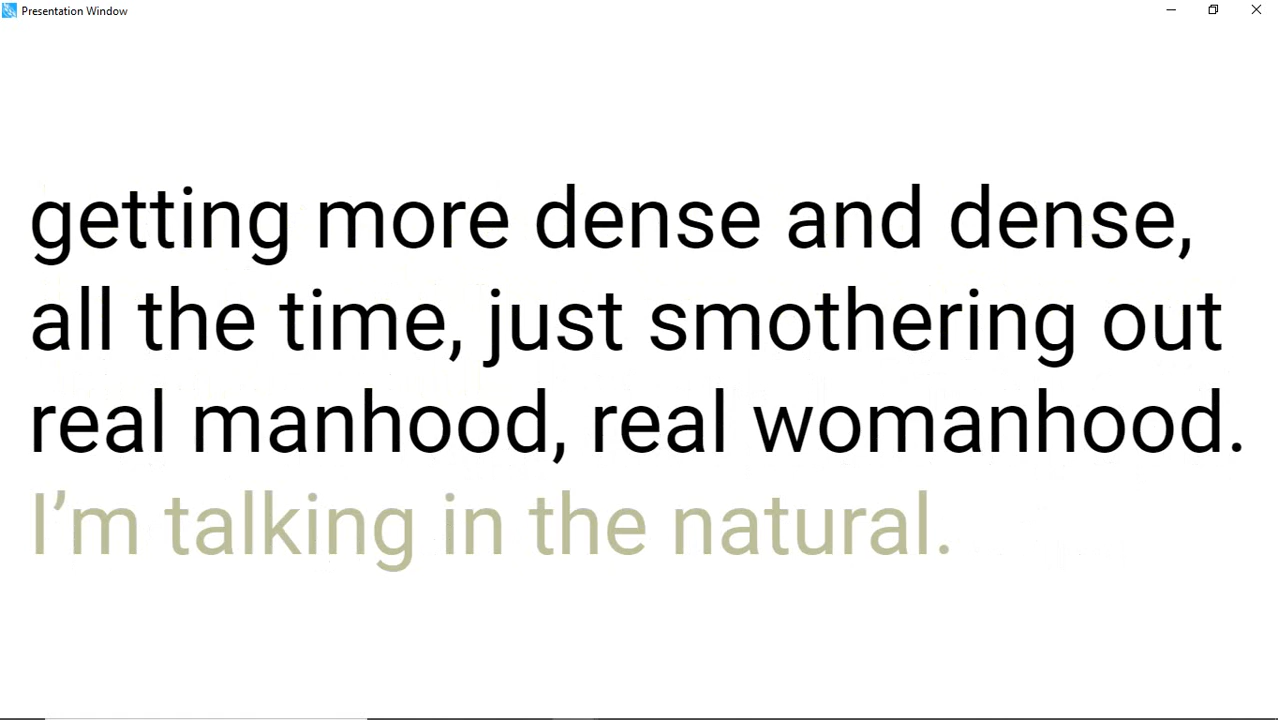 Presentation Window
getting more dense and dense,
all the time, just smothering out
real manhood, real womanhood.
I’m talking in the natural.